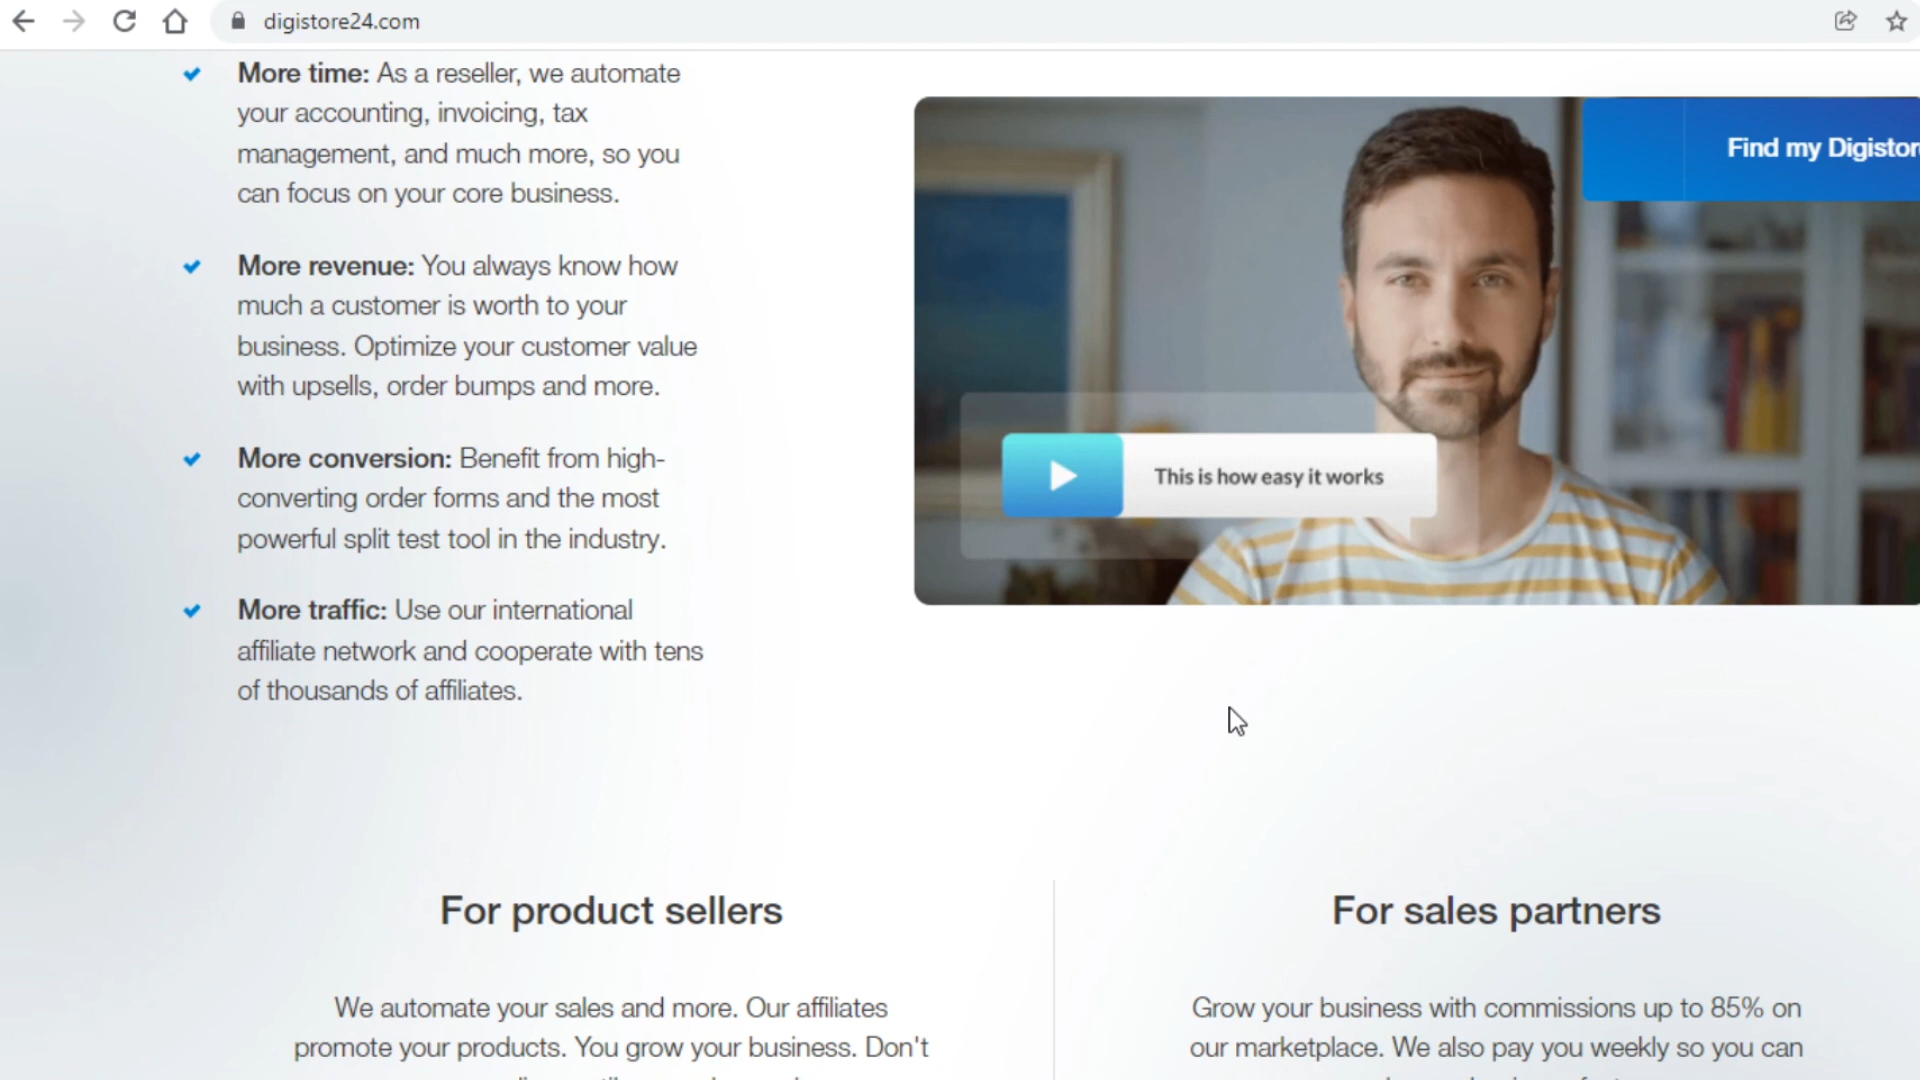 digistore24.com
More time: As a reseller, we automate
your accounting, invoicing, tax
management, and much more, so you
can focus on your core business.
More revenue: You always know how
much a customer is worth to your
business. Optimize your customer value
with upsells, order bumps and more.
More conversion: Benefit from high-
converting order forms and the most
powerful split test tool in the industry.
More traffic: Use our international
affiliate network and cooperate with tens
of thousands of affiliates.
Find my Digistor
This is how easy it works
For product sellers
We automate your sales and more. Our affiliates
promote your products. You grow your business. Don't
For sales partners
Grow your business with commissions up to 85% on
our marketplace. We also pay you weekly so you can